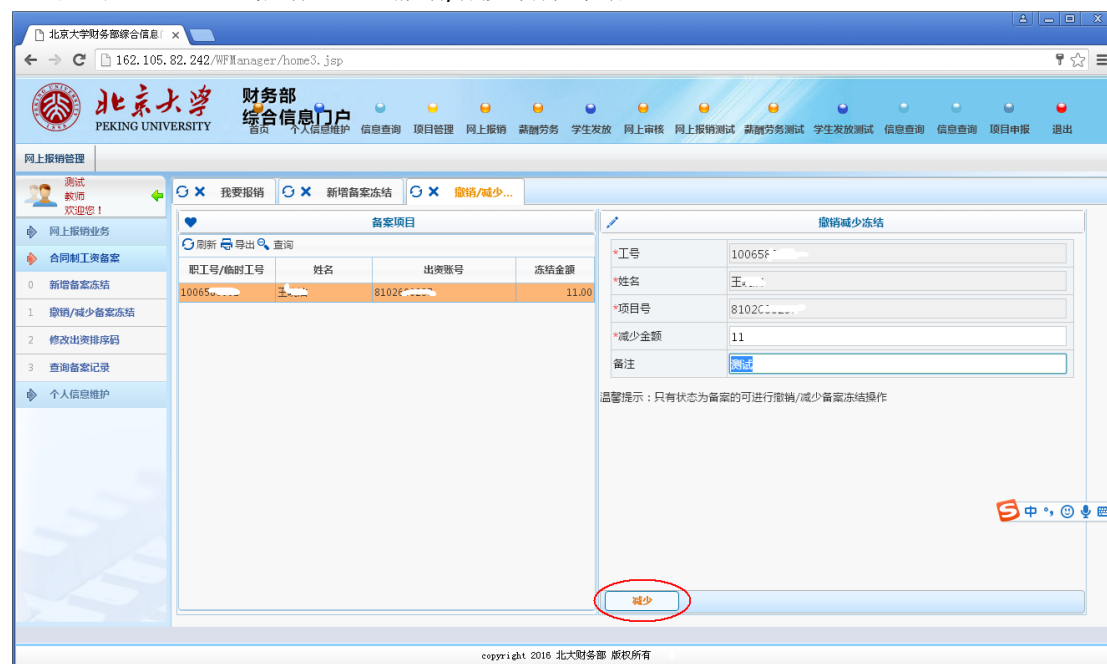 北京大学财务部综合信息
162.105.82.242/WFManager/home3.jsp
北京大学
PEKING UNIVERSITY
财务部
综合信息门户
首页 个人信息维护 信息查询 项目管理 网上报销 薪酬劳务 学生发放 网上审核 网上报销测试 薪酬劳务测试 学生发放测试 信息查询 信息查询 项目申报 退出
网上报销管理
测试
教师
欢迎您！
网上报销业务
合同制工资备案
0 新增备案冻结
1 撤销/减少备案冻结
2 修改出资排序码
3 查询备案记录
个人信息维护
我要报销 新增备案冻结 撤销/减少...
备案项目
刷新 导出 查询
职工号/临时工号 姓名 出资账号 冻结金额
10065 王 8102 11.00
撤销减少冻结
*工号 10065
*姓名 王
*项目号 8102
*减少金额 11
备注 测试
温馨提示：只有状态为备案的可进行撤销/减少备案冻结操作
中
减少
copyright 2016 北大财务部 版权所有